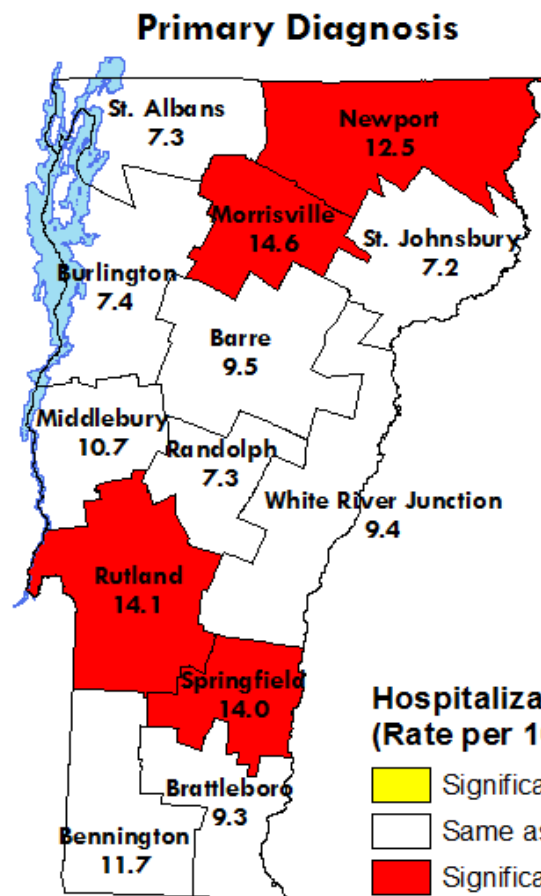 Primary Diagnosis
St. Albans
7.3
Newport
12.5
Morrisville
14.6
St. Johnsbury
7.2
Burlington
7.4
Barre
9.5
Middlebury
10.7
Randolph
7.3
White River Junction
9.4
Rutland
14.1
Springfield
14.0
Brattleboro
9.3
Bennington
11.7
Hospitaliza
(Rate per 1
Significa
Same as
Significa